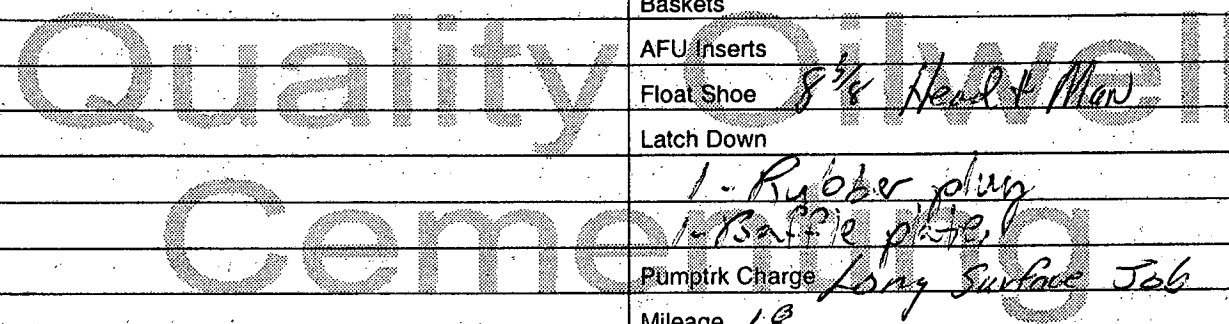 Baskets
Quality Oilwell
AFU Inserts
Float Shoe 8 5/8 Head & Man
Latch Down
1 - Rubber plug
1 - Baffle plate
Cementing
Pumptrk Charge Long Surface Job
Mileage